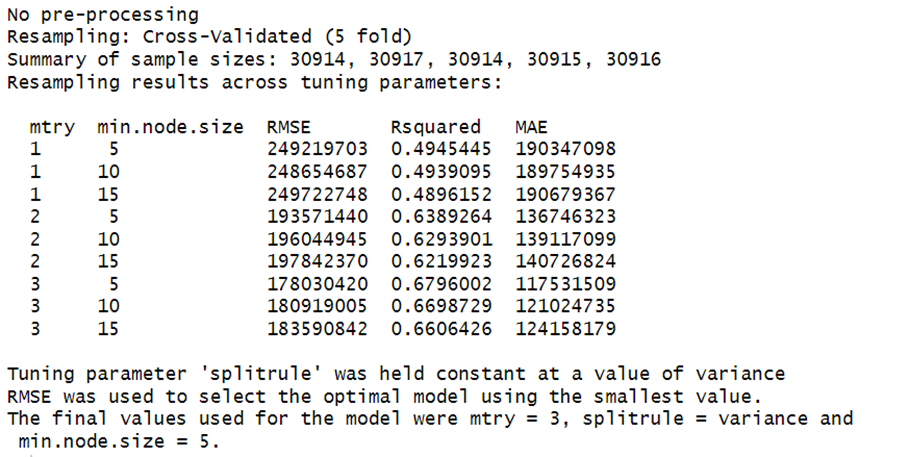 No pre-processing
Resampling: Cross-Validated (5 fold)
Summary of sample sizes: 30914, 30917, 30914, 30915, 30916
Resampling results across tuning parameters:

mtry  min.node.size  RMSE       Rsquared   MAE
1      5             249219703  0.4945445  190347098
1     10             248654687  0.4939095  189754935
1     15             249722748  0.4896152  190679367
2      5             193571440  0.6389264  136746323
2     10             196044945  0.6293901  139117099
2     15             197842370  0.6219923  140726824
3      5             178030420  0.6796002  117531509
3     10             180919005  0.6698729  121024735
3     15             183590842  0.6606426  124158179

Tuning parameter 'splitrule' was held constant at a value of variance
RMSE was used to select the optimal model using the smallest value.
The final values used for the model were mtry = 3, splitrule = variance and
min.node.size = 5.